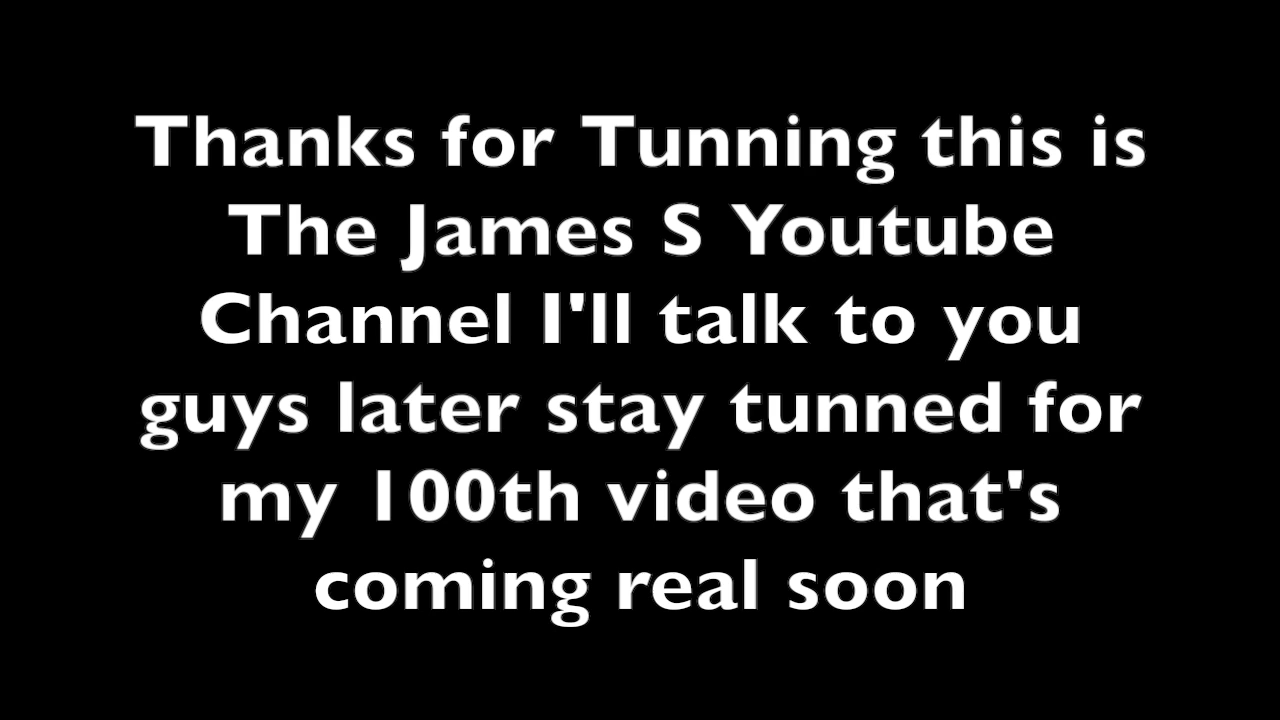 Thanks for Tunning this is
The James S Youtube
Channel I'll talk to you
guys later stay tunned for
my 100th video that's
coming real soon